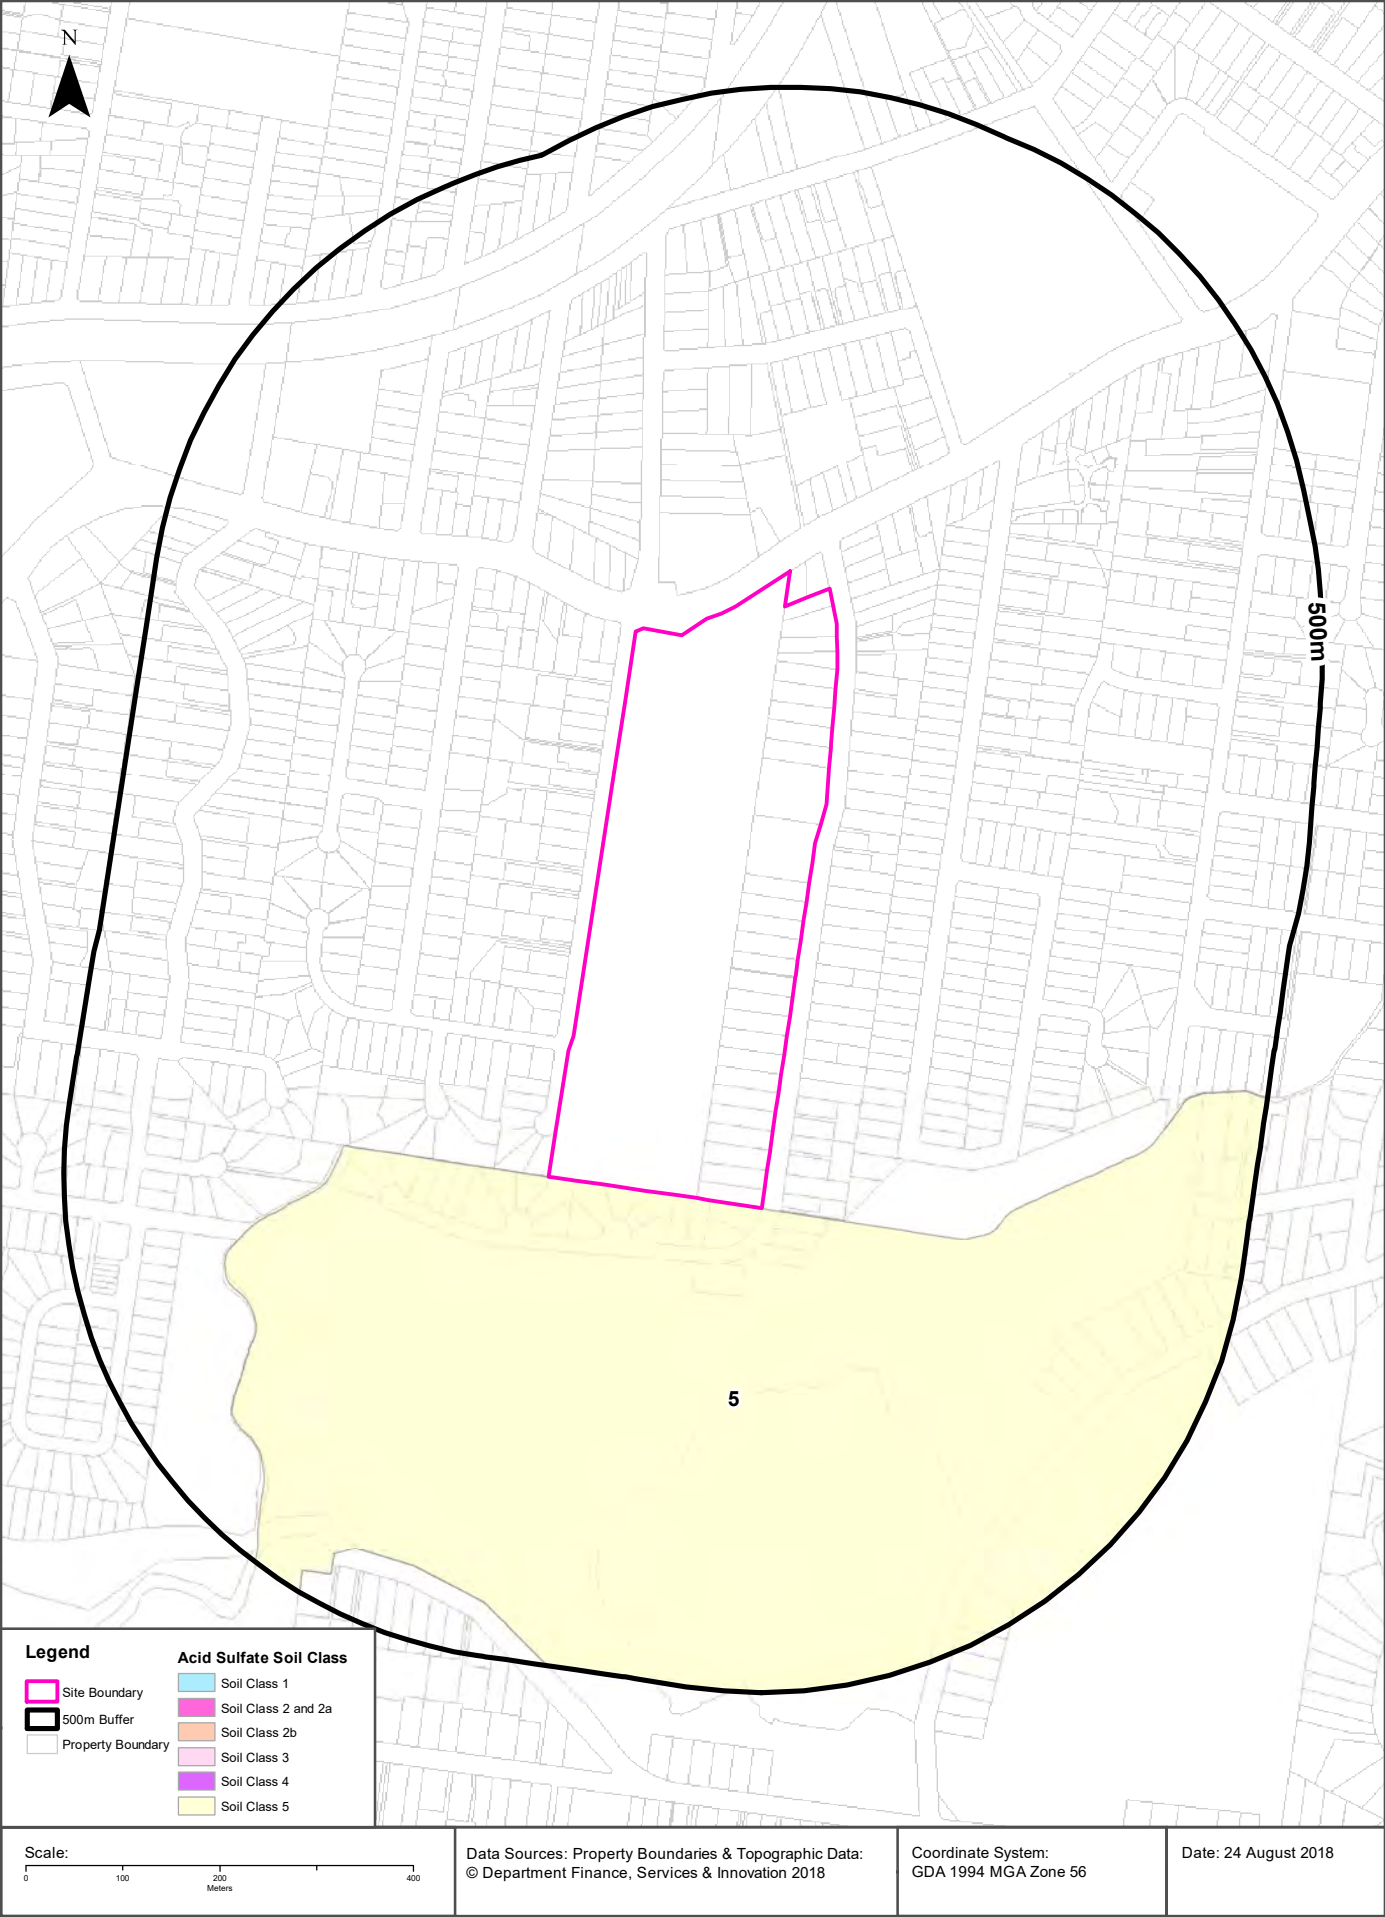 N
500m
5
Legend
Site Boundary
500m Buffer
Property Boundary
Acid Sulfate Soil Class
Soil Class 1
Soil Class 2 and 2a
Soil Class 2b
Soil Class 3
Soil Class 4
Soil Class 5
Scale:
0 100 200 400
Meters
Data Sources: Property Boundaries & Topographic Data:
© Department Finance, Services & Innovation 2018
Coordinate System:
GDA 1994 MGA Zone 56
Date: 24 August 2018